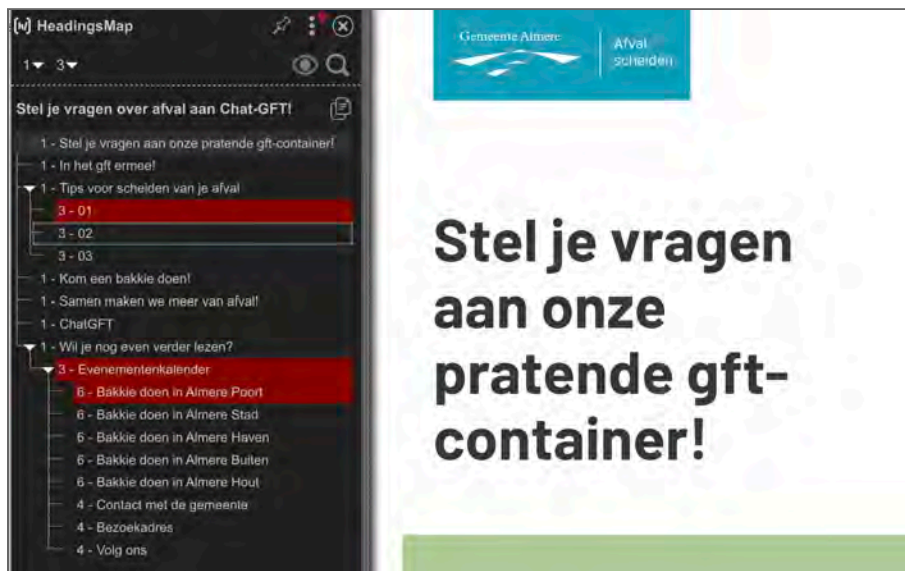 [h] HeadingsMap
1 3
Stel je vragen over afval aan Chat-GFT!
1 - Stel je vragen aan onze pratende gft-container!
1 - In het gft ermee!
1 - Tips voor scheiden van je afval
3 - 01
3 - 02
3 - 03
1 - Kom een bakkie doen!
1 - Samen maken we meer van afval!
1 - ChatGFT
1 - Wil je nog even verder lezen?
3 - Evenementenkalender
6 - Bakkie doen in Almere Poort
6 - Bakkie doen in Almere Stad
6 - Bakkie doen in Almere Haven
6 - Bakkie doen in Almere Buiten
6 - Bakkie doen in Almere Hout
4 - Contact met de gemeente
4 - Bezoekadres
4 - Volg ons
Gemeente Almere
Afval
scheiden
Stel je vragen
aan onze
pratende gft-
container!